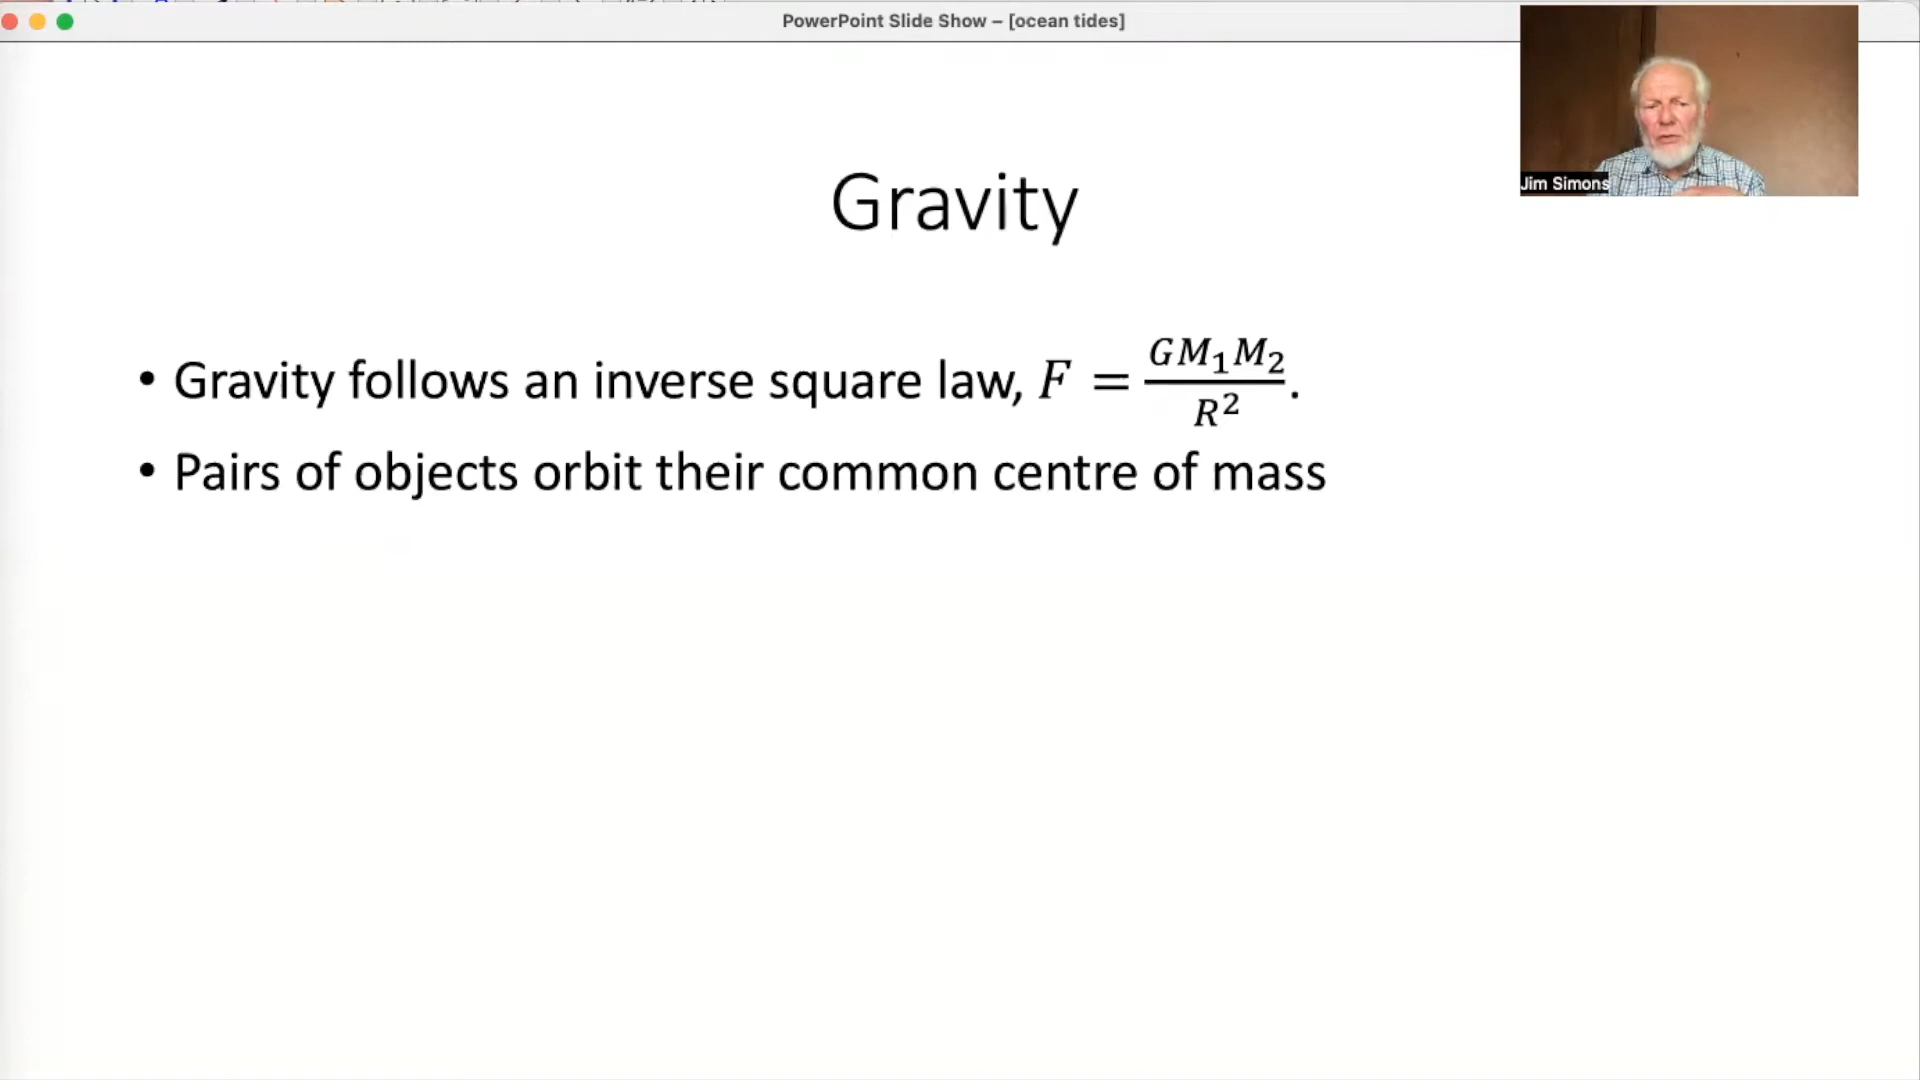 PowerPoint Slide Show – [ocean tides]
Jim Simons
Gravity
• Gravity follows an inverse square law, F = GM₁M₂/R².
• Pairs of objects orbit their common centre of mass